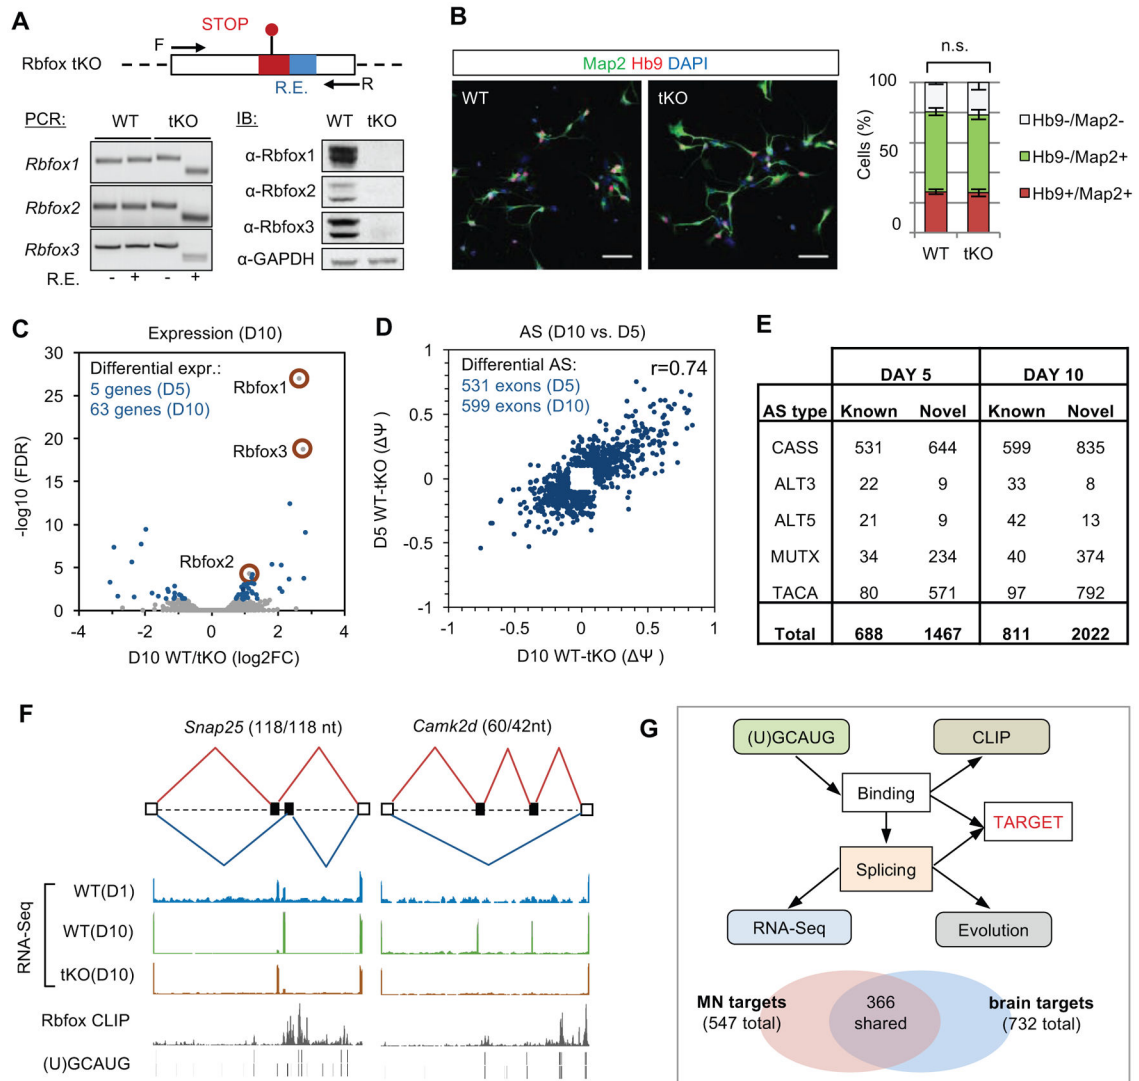 A
STOP
F
Rbfox tKO
R.E.
R
PCR:
WT
tKO
Rbfox1
Rbfox2
Rbfox3
R.E.
- + - +
IB:
WT tKO
α-Rbfox1
α-Rbfox2
α-Rbfox3
α-GAPDH
B
Map2 Hb9 DAPI
WT
tKO
n.s.
100
50
0
Cells (%)
WT tKO
Hb9-/Map2-
Hb9-/Map2+
Hb9+/Map2+
C
Expression (D10)
30
25
20
15
10
5
0
-log10 (FDR)
Differential expr.:
5 genes (D5)
63 genes (D10)
Rbfox1
Rbfox3
Rbfox2
-4 -2 0 2 4
D10 WT/tKO (log2FC)
D
AS (D10 vs. D5)
1
0.5
0
-0.5
-1
D5 WT-tKO (ΔΨ )
Differential AS:
531 exons (D5)
599 exons (D10)
r=0.74
-1 -0.5 0 0.5 1
D10 WT-tKO (ΔΨ )
E
DAY 5 DAY 10
AS type Known Novel Known Novel
CASS 531 644 599 835
ALT3 22 9 33 8
ALT5 21 9 42 13
MUTX 34 234 40 374
TACA 80 571 97 792
Total 688 1467 811 2022
F
Snap25 (118/118 nt)
Camk2d (60/42nt)
RNA-Seq
WT(D1)
WT(D10)
tKO(D10)
Rbfox CLIP
(U)GCAUG
G
(U)GCAUG
CLIP
Binding
TARGET
Splicing
RNA-Seq
Evolution
MN targets
(547 total)
366
shared
brain targets
(732 total)